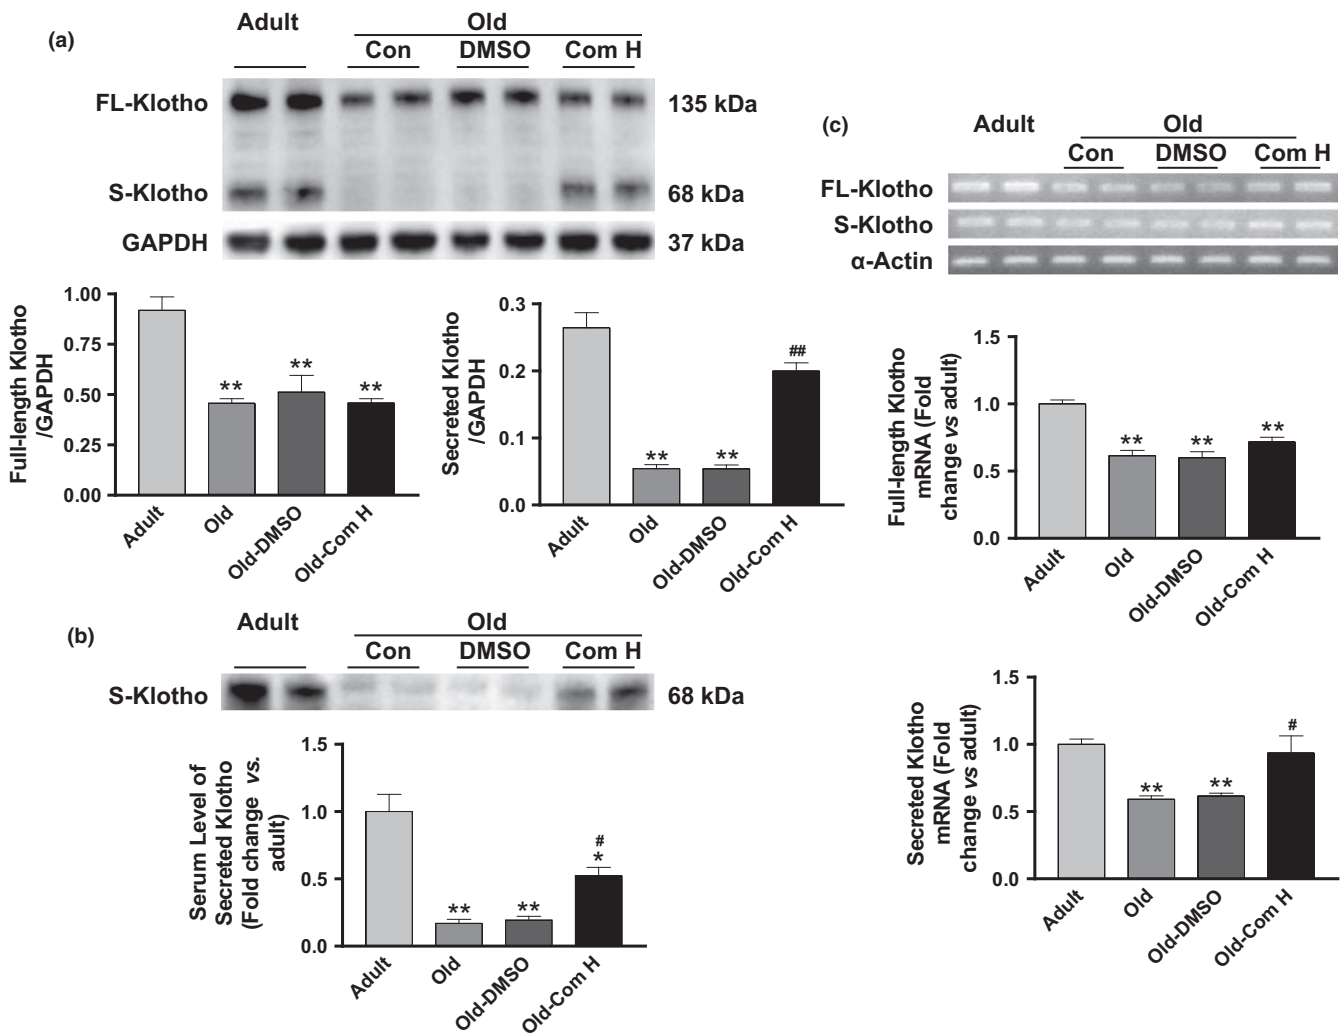 (a)
Adult
Old
Con DMSO Com H
FL-Klotho 135 kDa
S-Klotho 68 kDa
GAPDH 37 kDa
Full-length Klotho
/GAPDH
1.00
0.75
0.50
0.25
0.00
**
**
**
Adult
Old
Old-DMSO
Old-Com H
Secreted Klotho
/GAPDH
0.3
0.2
0.1
0.0
**
**
##
Adult
Old
Old-DMSO
Old-Com H
(b)
Adult
Old
Con DMSO Com H
S-Klotho 68 kDa
Serum Level of
Secreted Klotho
(Fold change vs.
adult)
1.5
1.0
0.5
0.0
**
**
#
*
Adult
Old
Old-DMSO
Old-Com H
(c)
Adult
Old
Con DMSO Com H
FL-Klotho
S-Klotho
α-Actin
Full-length Klotho
mRNA (Fold
change vs adult)
1.5
1.0
0.5
0.0
**
**
**
Adult
Old
Old-DMSO
Old-Com H
Secreted Klotho
mRNA (Fold
change vs adult)
1.5
1.0
0.5
0.0
**
**
#
Adult
Old
Old-DMSO
Old-Com H